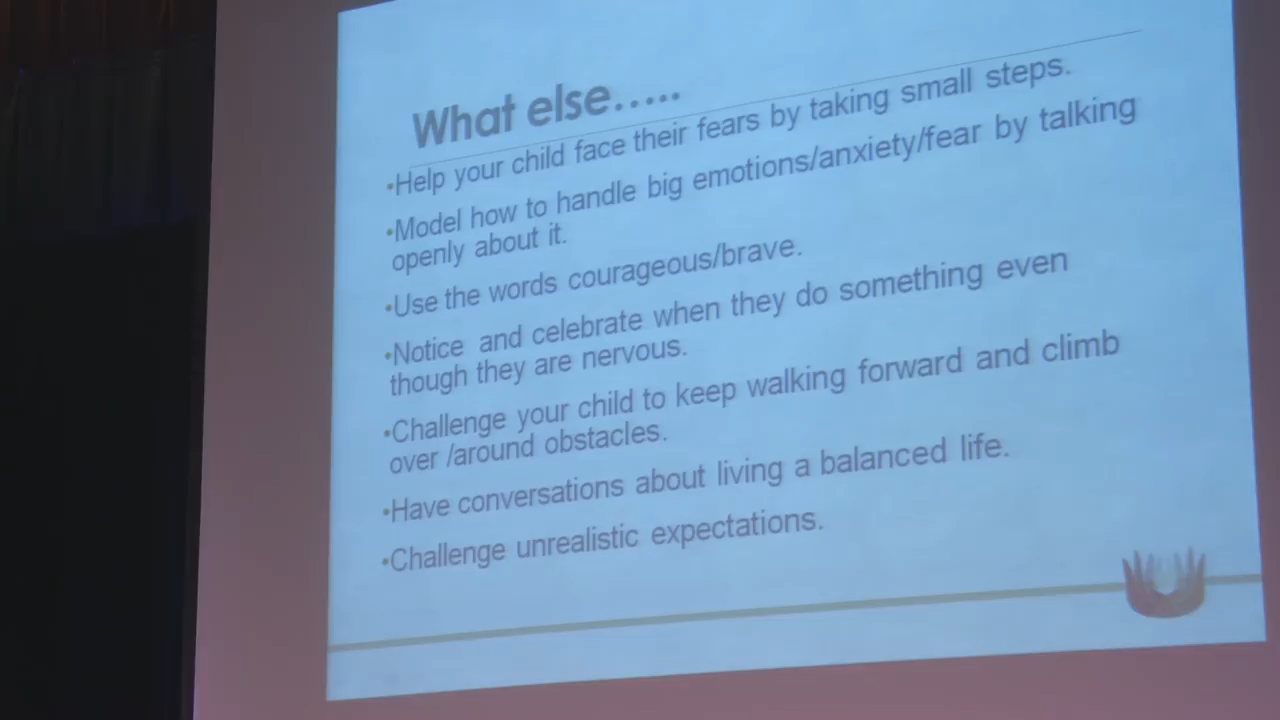 What else.....
•Help your child face their fears by taking small steps.
•Model how to handle big emotions/anxiety/fear by talking
openly about it.
•Use the words courageous/brave.
•Notice and celebrate when they do something even
though they are nervous.
•Challenge your child to keep walking forward and climb
over /around obstacles.
•Have conversations about living a balanced life.
•Challenge unrealistic expectations.